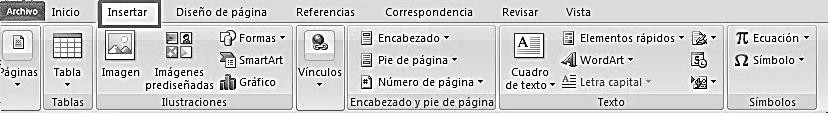 Archivo Inicio Insertar Diseño de página Referencias Correspondencia Revisar Vista
Páginas
Tabla
Tablas
Imagen
Imágenes prediseñadas
Formas
SmartArt
Gráfico
Ilustraciones
Vínculos
Encabezado
Pie de página
Número de página
Encabezado y pie de página
A
Cuadro de texto
Elementos rápidos
WordArt
Letra capital
Texto
π Ecuación
Ω Símbolo
Símbolos